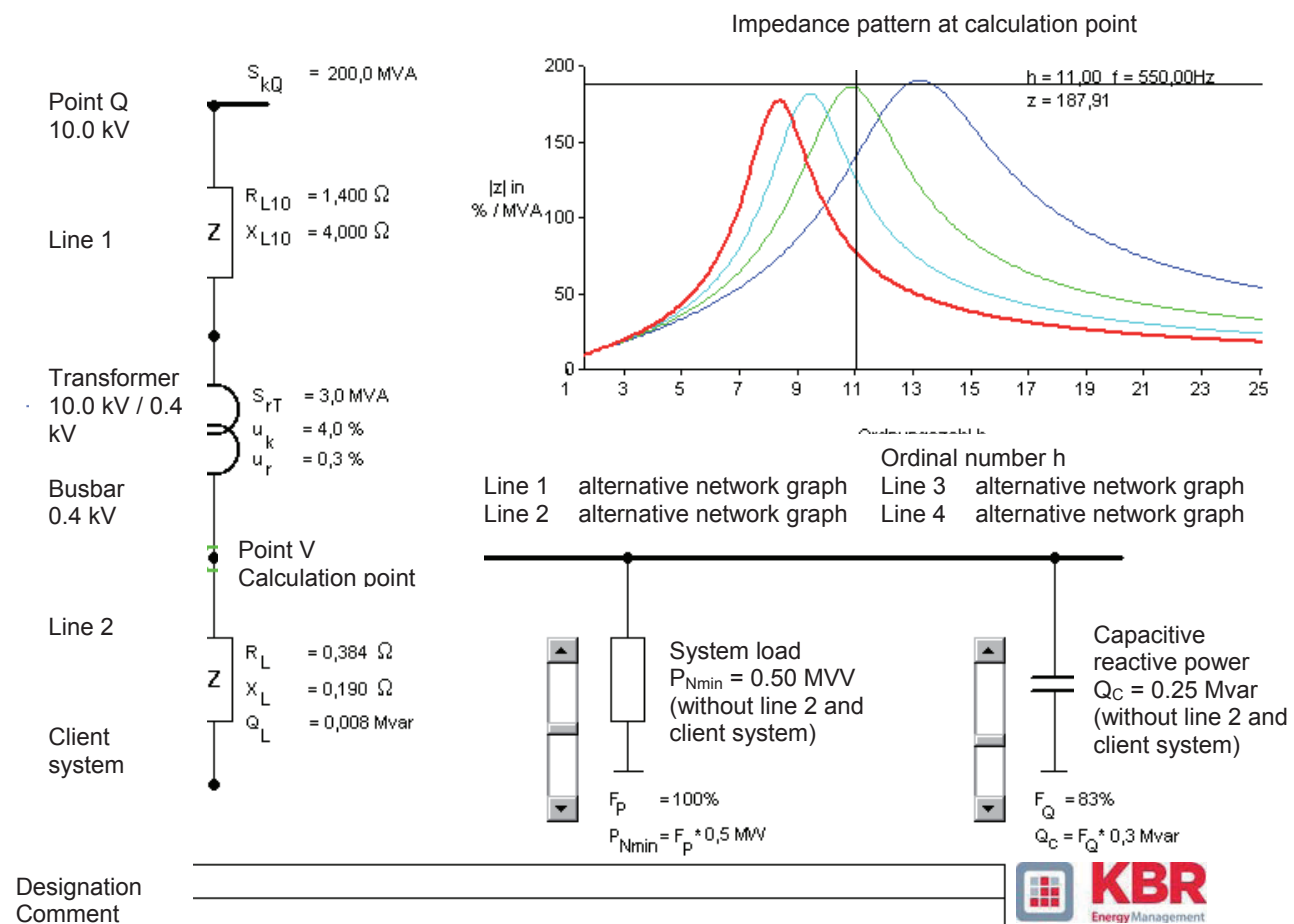 Impedance pattern at calculation point
S kQ = 200,0 MVA
Point Q
10.0 kV
R L10 = 1,400 Ω
Z X L10 = 4,000 Ω
Line 1
Transformer
10.0 kV / 0.4
kV
S rT = 3,0 MVA
u k = 4,0 %
u r = 0,3 %
Busbar
0.4 kV
Point V
Calculation point
Line 2
R L = 0,384 Ω
Z X L = 0,190 Ω
Q L = 0,008 Mvar
Client
system
200
150
100
50
0
|z| in
% / MVA
h = 11,00 f = 550,00Hz
z = 187,91
1 3 5 7 9 11 13 15 17 19 21 23 25
Ordnungszahl h
Ordinal number h
Line 1 alternative network graph Line 3 alternative network graph
Line 2 alternative network graph Line 4 alternative network graph
System load
PNmin = 0.50 MVV
(without line 2 and
client system)
F P = 100%
P Nmin = F P * 0,5 MW
Capacitive
reactive power
QC = 0.25 Mvar
(without line 2 and
client system)
F Q = 83%
Q C = F Q * 0,3 Mvar
Designation
Comment
KBR
Energy Management